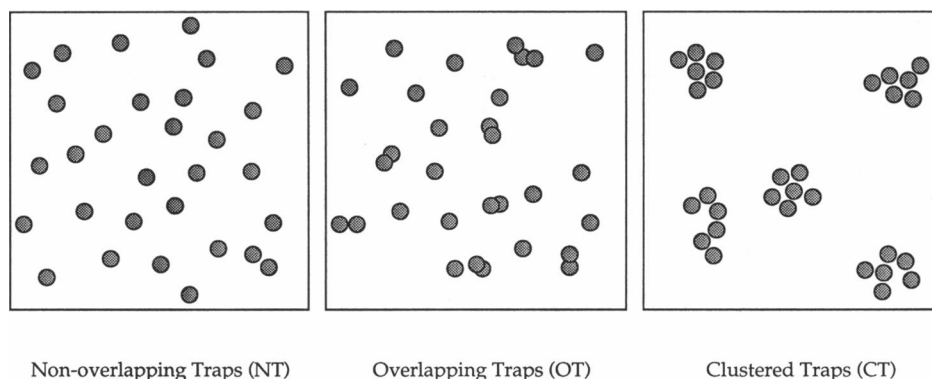 Non-overlapping Traps (NT)
Overlapping Traps (OT)
Clustered Traps (CT)